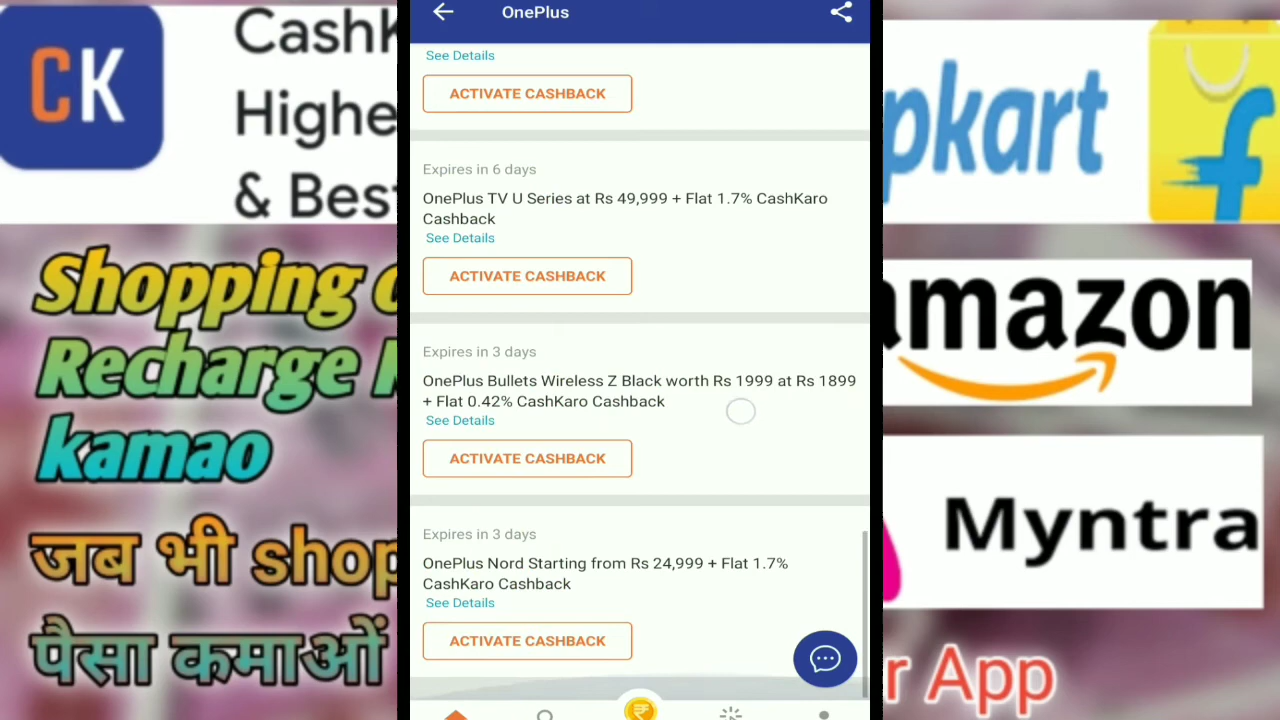 CK
Cash
Highe
& Bes
Shopping
Recharge
kamao
जब भी shop
पैसा कमाओं
OnePlus
See Details
ACTIVATE CASHBACK
Expires in 6 days
OnePlus TV U Series at Rs 49,999 + Flat 1.7% CashKaro
Cashback
See Details
ACTIVATE CASHBACK
Expires in 3 days
OnePlus Bullets Wireless Z Black worth Rs 1999 at Rs 1899
+ Flat 0.42% CashKaro Cashback
See Details
ACTIVATE CASHBACK
Expires in 3 days
OnePlus Nord Starting from Rs 24,999 + Flat 1.7%
CashKaro Cashback
See Details
ACTIVATE CASHBACK
pkart
f
amazon
Myntra
r App